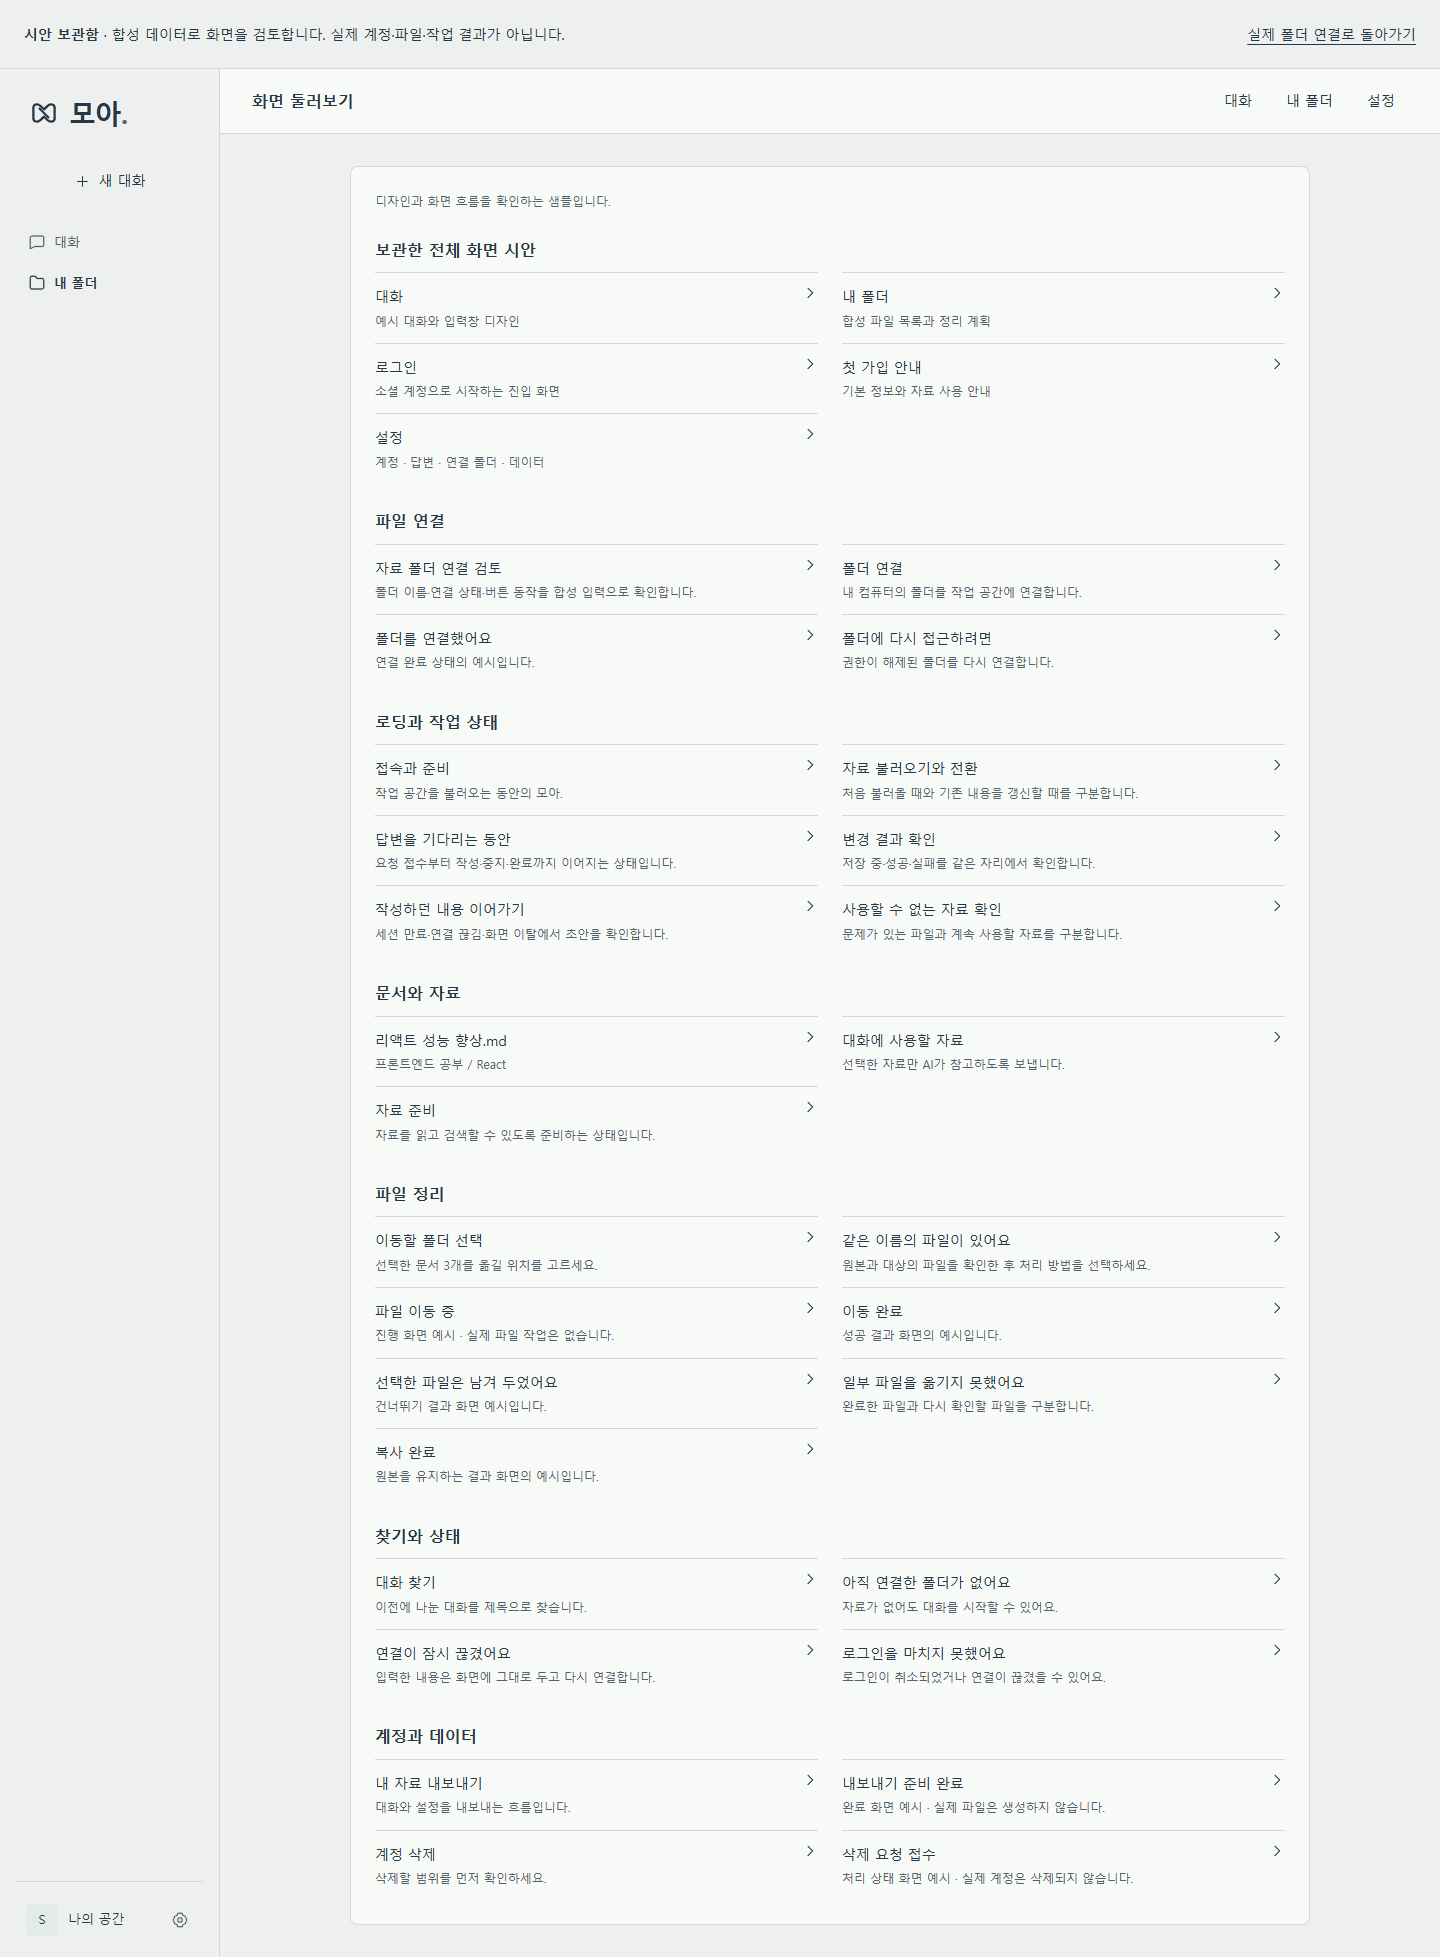 시안 보관함 · 합성 데이터로 화면을 검토합니다. 실제 계정·파일·작업 결과가 아닙니다.
실제 폴더 연결로 돌아가기
모아.
새 대화
대화
내 폴더
화면 둘러보기
대화
내 폴더
설정
디자인과 화면 흐름을 확인하는 샘플입니다.
보관한 전체 화면 시안
대화
예시 대화와 입력창 디자인
내 폴더
합성 파일 목록과 정리 계획
로그인
소셜 계정으로 시작하는 진입 화면
첫 가입 안내
기본 정보와 자료 사용 안내
설정
계정 · 답변 · 연결 폴더 · 데이터
파일 연결
자료 폴더 연결 검토
폴더 이름·연결 상태·버튼 동작을 합성 입력으로 확인합니다.
폴더 연결
내 컴퓨터의 폴더를 작업 공간에 연결합니다.
폴더를 연결했어요
연결 완료 상태의 예시입니다.
폴더에 다시 접근하려면
권한이 해제된 폴더를 다시 연결합니다.
로딩과 작업 상태
접속과 준비
작업 공간을 불러오는 동안의 모아.
자료 불러오기와 전환
처음 불러올 때와 기존 내용을 갱신할 때를 구분합니다.
답변을 기다리는 동안
요청 접수부터 작성·중지·완료까지 이어지는 상태입니다.
변경 결과 확인
저장 중·성공·실패를 같은 자리에서 확인합니다.
작성하던 내용 이어가기
세션 만료·연결 끊김·화면 이탈에서 초안을 확인합니다.
사용할 수 없는 자료 확인
문제가 있는 파일과 계속 사용할 자료를 구분합니다.
문서와 자료
리액트 성능 향상.md
프론트엔드 공부 / React
대화에 사용할 자료
선택한 자료만 AI가 참고하도록 보냅니다.
자료 준비
자료를 읽고 검색할 수 있도록 준비하는 상태입니다.
파일 정리
이동할 폴더 선택
선택한 문서 3개를 옮길 위치를 고르세요.
같은 이름의 파일이 있어요
원본과 대상의 파일을 확인한 후 처리 방법을 선택하세요.
파일 이동 중
진행 화면 예시 · 실제 파일 작업은 없습니다.
이동 완료
성공 결과 화면의 예시입니다.
선택한 파일은 남겨 두었어요
건너뛰기 결과 화면 예시입니다.
일부 파일을 옮기지 못했어요
완료한 파일과 다시 확인할 파일을 구분합니다.
복사 완료
원본을 유지하는 결과 화면의 예시입니다.
찾기와 상태
대화 찾기
이전에 나눈 대화를 제목으로 찾습니다.
아직 연결한 폴더가 없어요
자료가 없어도 대화를 시작할 수 있어요.
연결이 잠시 끊겼어요
입력한 내용은 화면에 그대로 두고 다시 연결합니다.
로그인을 마치지 못했어요
로그인이 취소되었거나 연결이 끊겼을 수 있어요.
계정과 데이터
내 자료 내보내기
대화와 설정을 내보내는 흐름입니다.
내보내기 준비 완료
완료 화면 예시 · 실제 파일은 생성하지 않습니다.
계정 삭제
삭제할 범위를 먼저 확인하세요.
삭제 요청 접수
처리 상태 화면 예시 · 실제 계정은 삭제되지 않습니다.
S
나의 공간